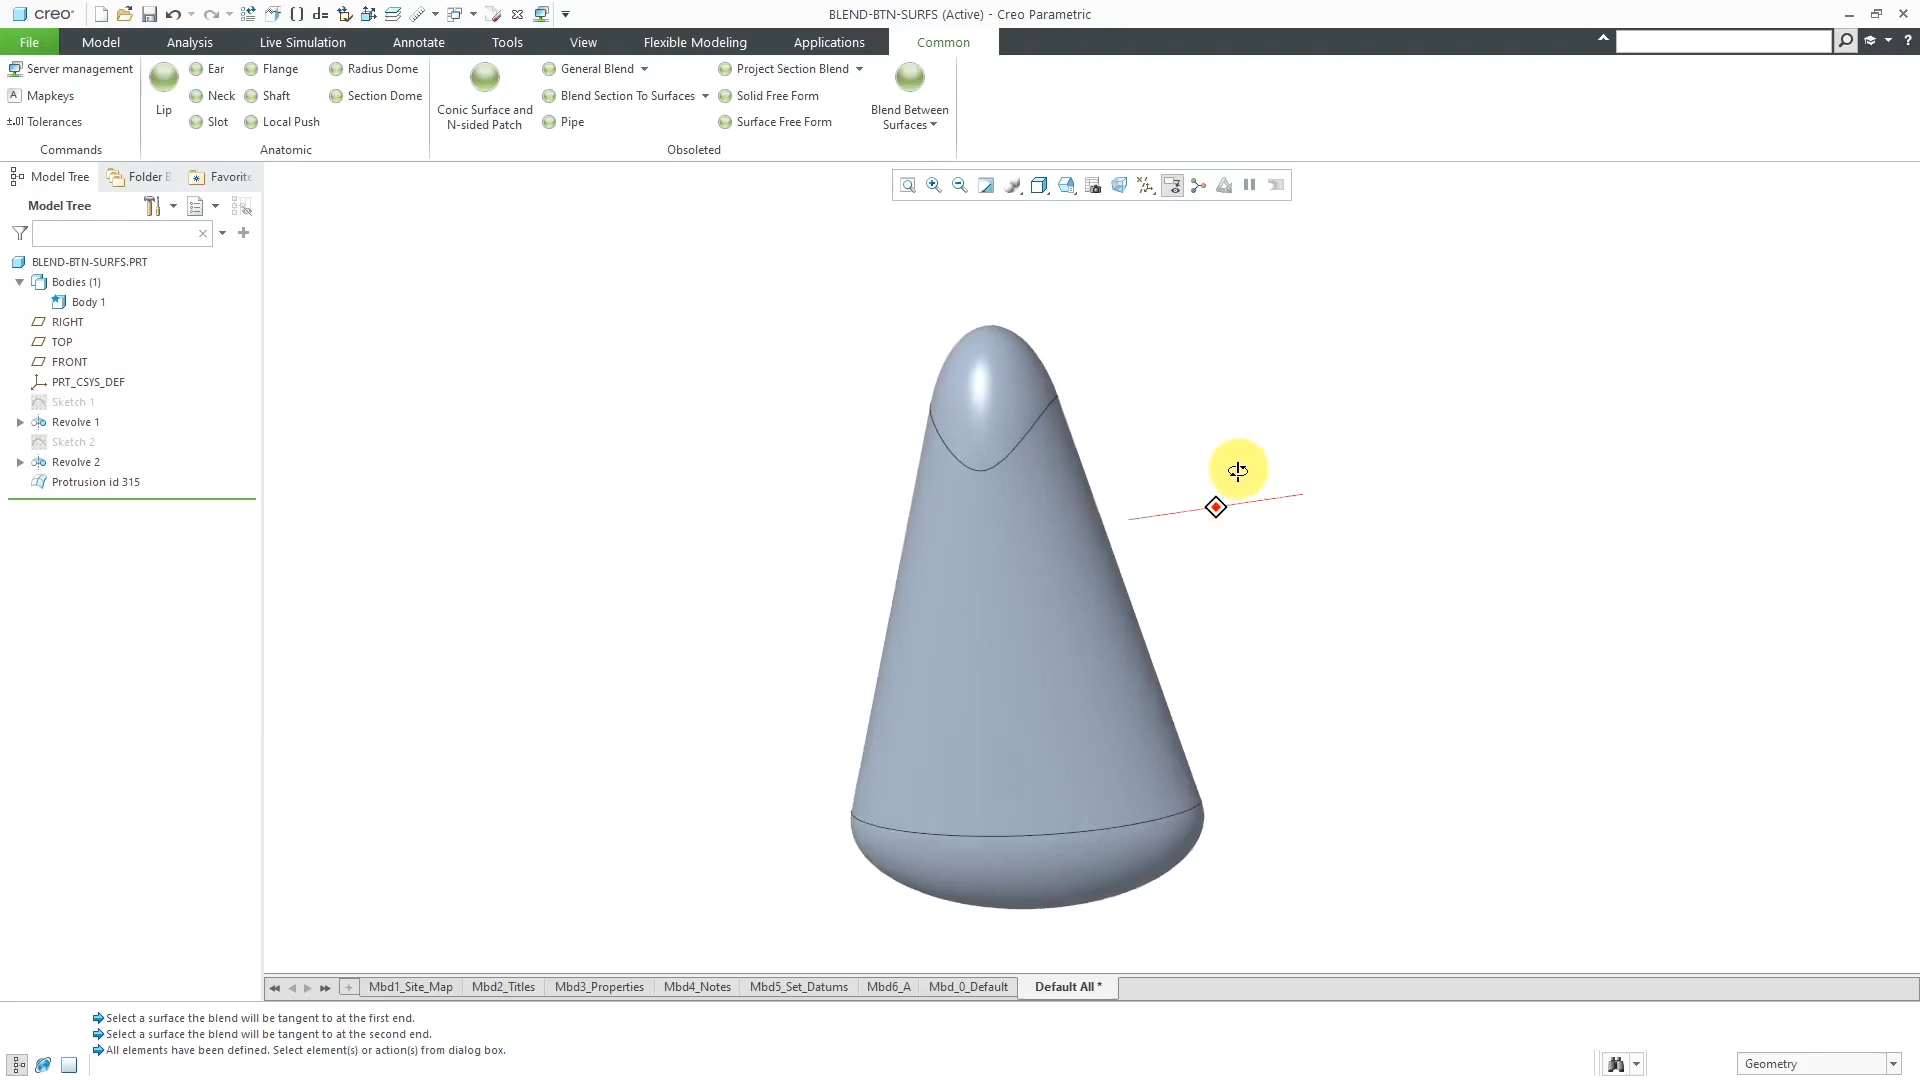 creo
BLEND-BTN-SURFS (Active) - Creo Parametric
File Model Analysis Live Simulation Annotate Tools View Flexible Modeling Applications Common
Server management
Mapkeys
±.01 Tolerances
Commands
Lip
Ear Flange Radius Dome
Neck Shaft Section Dome
Slot Local Push
Anatomic
Conic Surface and
N-sided Patch
General Blend Project Section Blend
Blend Section To Surfaces Solid Free Form
Pipe Surface Free Form
Blend Between
Surfaces
Obsoleted
Model Tree Folder B Favorite
Model Tree
BLEND-BTN-SURFS.PRT
Bodies (1)
Body 1
RIGHT
TOP
FRONT
PRT_CSYS_DEF
Sketch 1
Revolve 1
Sketch 2
Revolve 2
Protrusion id 315
Mbd1_Site_Map Mbd2_Titles Mbd3_Properties Mbd4_Notes Mbd5_Set_Datums Mbd6_A Mbd_0_Default Default All *
Select a surface the blend will be tangent to at the first end.
Select a surface the blend will be tangent to at the second end.
All elements have been defined. Select element(s) or action(s) from dialog box.
Geometry